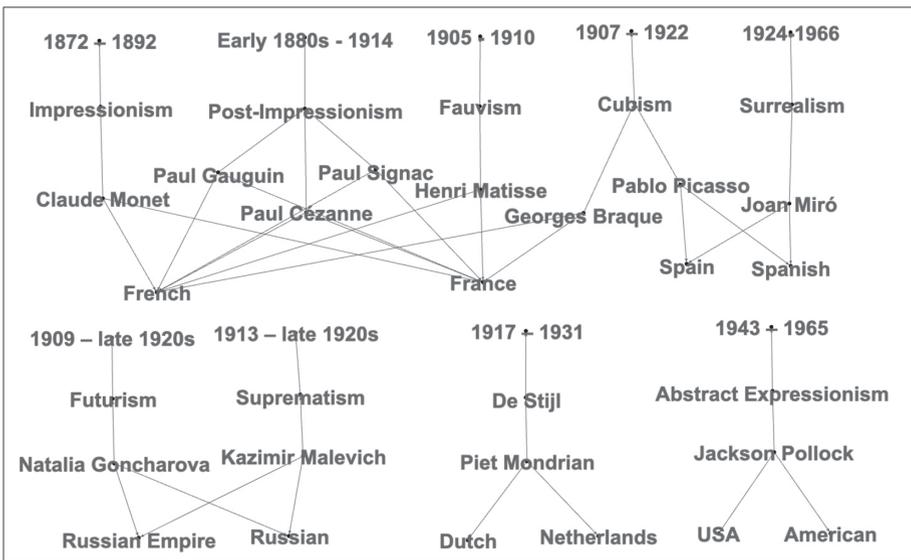 1872 – 1892
Early 1880s - 1914
1905 – 1910
1907 – 1922
1924-1966
Impressionism
Post-Impressionism
Fauvism
Cubism
Surrealism
Paul Gauguin
Paul Signac
Claude Monet
Paul Cézanne
Henri Matisse
Georges Braque
Pablo Picasso
Joan Miró
French
France
Spain
Spanish
1909 – late 1920s
1913 – late 1920s
1917 – 1931
1943 – 1965
Futurism
Suprematism
De Stijl
Abstract Expressionism
Natalia Goncharova
Kazimir Malevich
Piet Mondrian
Jackson Pollock
Russian Empire
Russian
Dutch
Netherlands
USA
American